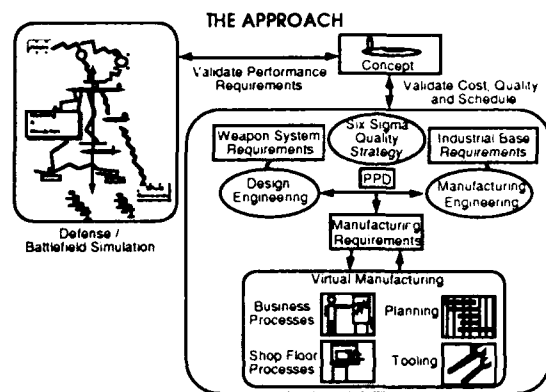 THE APPROACH
Concept
Validate Performance
Requirements
Validate Cost, Quality
and Schedule
Defense /
Battlefield Simulation
Weapon System
Requirements
Six Sigma
Quality
Strategy
Industrial Base
Requirements
Design
Engineering
PPD
Manufacturing
Engineering
Manufacturing
Requirements
Virtual Manufacturing
Business
Processes
Planning
Shop Floor
Processes
Tooling